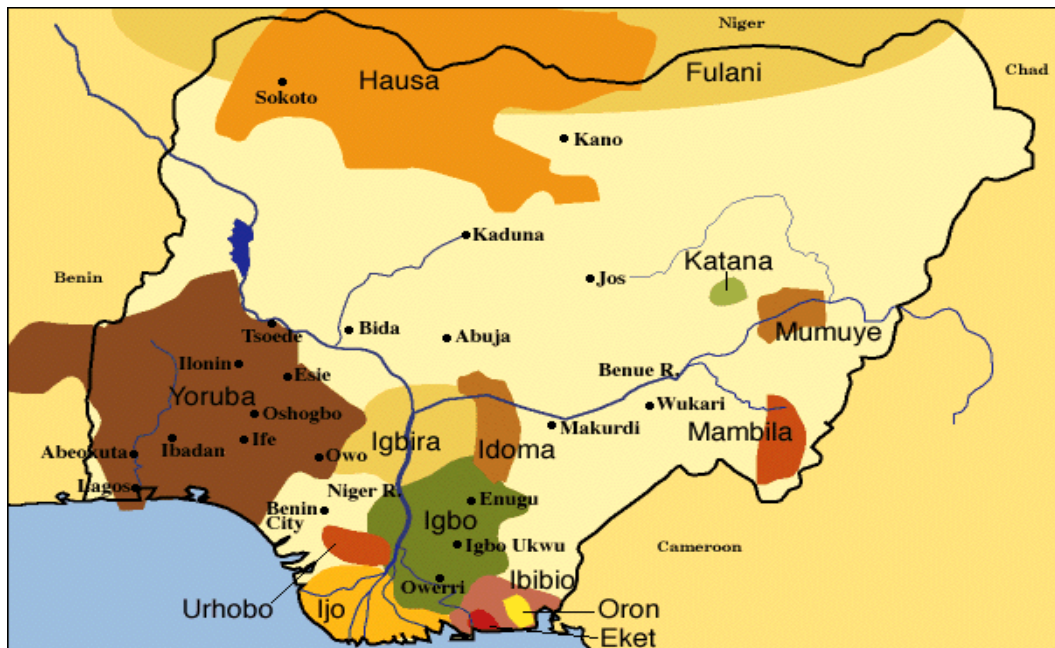 Niger
Fulani
Chad
Hausa
Sokoto
Kano
Kaduna
Katana
Benin
Jos
Tsoede
Bida
Abuja
Mumuye
Ilonin
Esie
Benue R.
Yoruba
Oshogbo
Wukari
Ibadan
Ife
Igbira
Idoma
Makurdi
Mambila
Abeokuta
Owo
Lagos
Niger R.
Enugu
Benin
City
Igbo
Igbo Ukwu
Cameroon
Owerri
Ibibio
Urhobo
Ijo
Oron
Eket